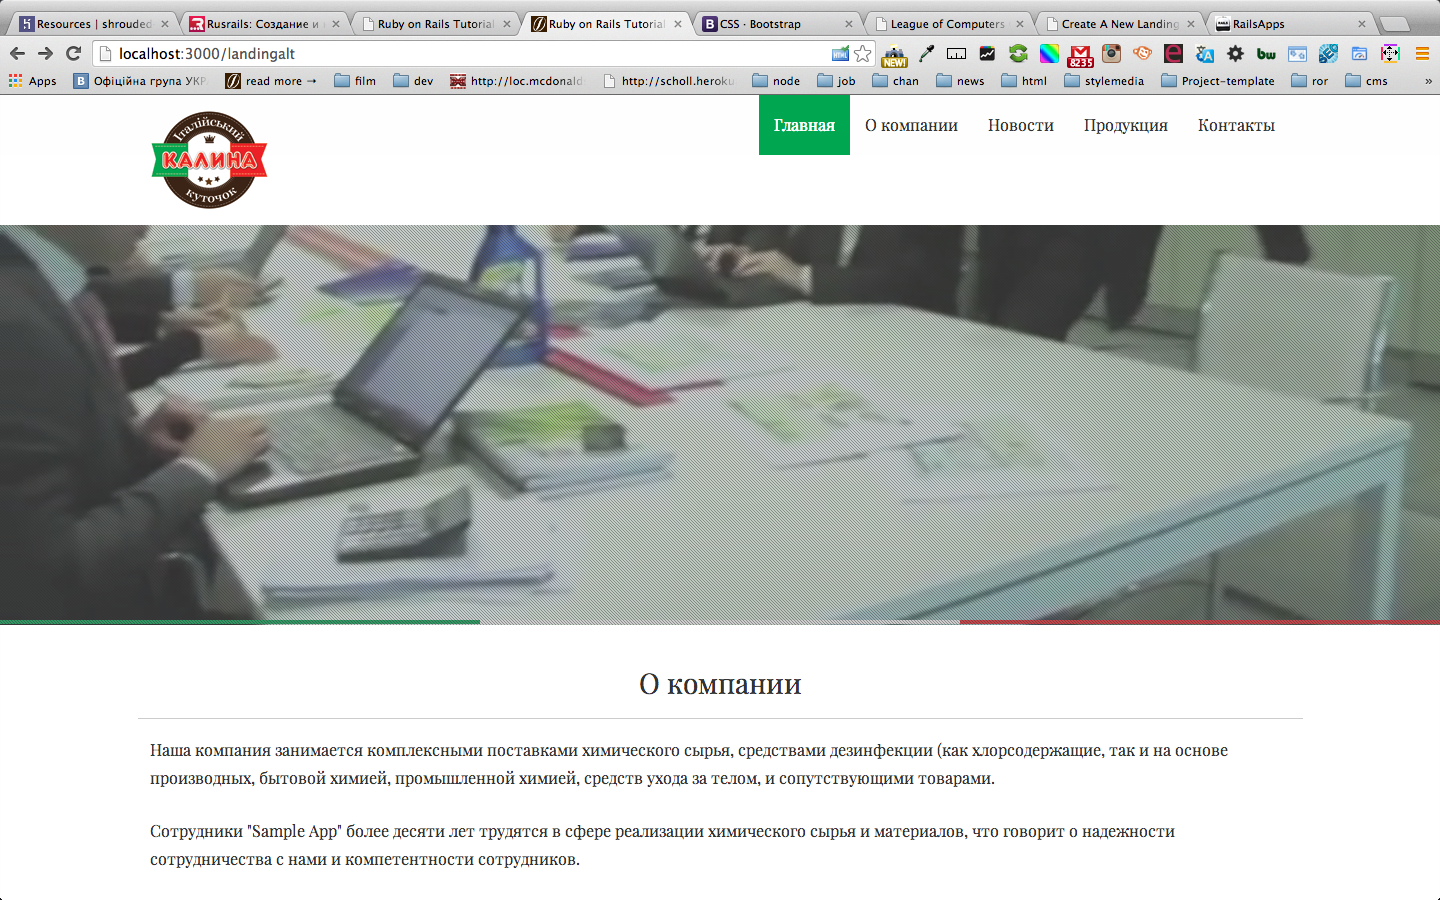 Resources | shrouded
Rusrails: Создание и
Ruby on Rails Tutorial
Ruby on Rails Tutorial
CSS · Bootstrap
League of Computers
Create A New Landing
RailsApps
localhost:3000/landingalt
NEW!
8235
bw
Apps
Офіційна група УКР
read more →
film
dev
http://loc.mcdonald
http://scholl.heroku
node
job
chan
news
html
stylemedia
Project-template
ror
cms
»
Італійський
КАЛИНА
куточок
Главная
О компании
Новости
Продукция
Контакты
О компании
Наша компания занимается комплексными поставками химического сырья, средствами дезинфекции (как хлорсодержащие, так и на основе
производных, бытовой химией, промышленной химией, средств ухода за телом, и сопутствующими товарами.
Сотрудники "Sample App" более десяти лет трудятся в сфере реализации химического сырья и материалов, что говорит о надежности
сотрудничества с нами и компетентности сотрудников.